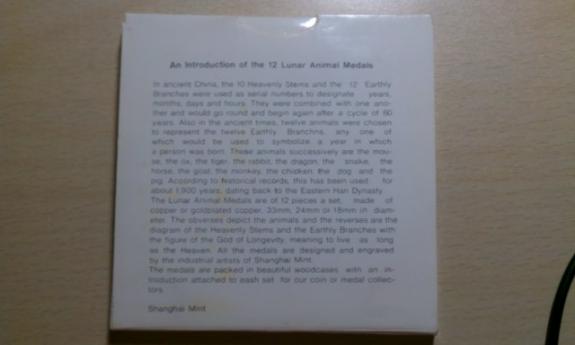 An Introduction of the 12 Lunar Animal Medals
In ancient China, the 10 Heavenly Stems and the 12 Earthly
Branches were used as serial numbers to designate years,
months, days and hours. They were combined with one ano-
ther and would go round and begin again after a cycle of 60
years. Also in the ancient times, twelve animals were chosen
to represent the twelve Earthly Branchns, any one of
which would be used to symbolize a year in which
a person was born. These animals successively are the mou-
se, the ox, the tiger, the rabbit, the dragon, the snake, the
horse, the goat, the monkey, the chicken the dog and the
pig. According to historical records, this has been used for
about 1,900 years, dating back to the Eastern Han Dynasty.
The Lunar Animal Medals are of 12 pieces a set, made of
copper or goldplated copper, 33mm, 24mm or 18mm in diam-
eter. The obverses depict the animals and the reverses are the
diagram of the Heavenly Stems and the Earthly Branches with
the figure of the God of Longevity, meaning to live as long
as the Heaven. All the medals are designed and engraved
by the industrial artists of Shanghai Mint.
The medals are packed in beautiful woodcases with an in-
troduction attached to each set for our coin or medal collec-
tors.
Shanghai Mint